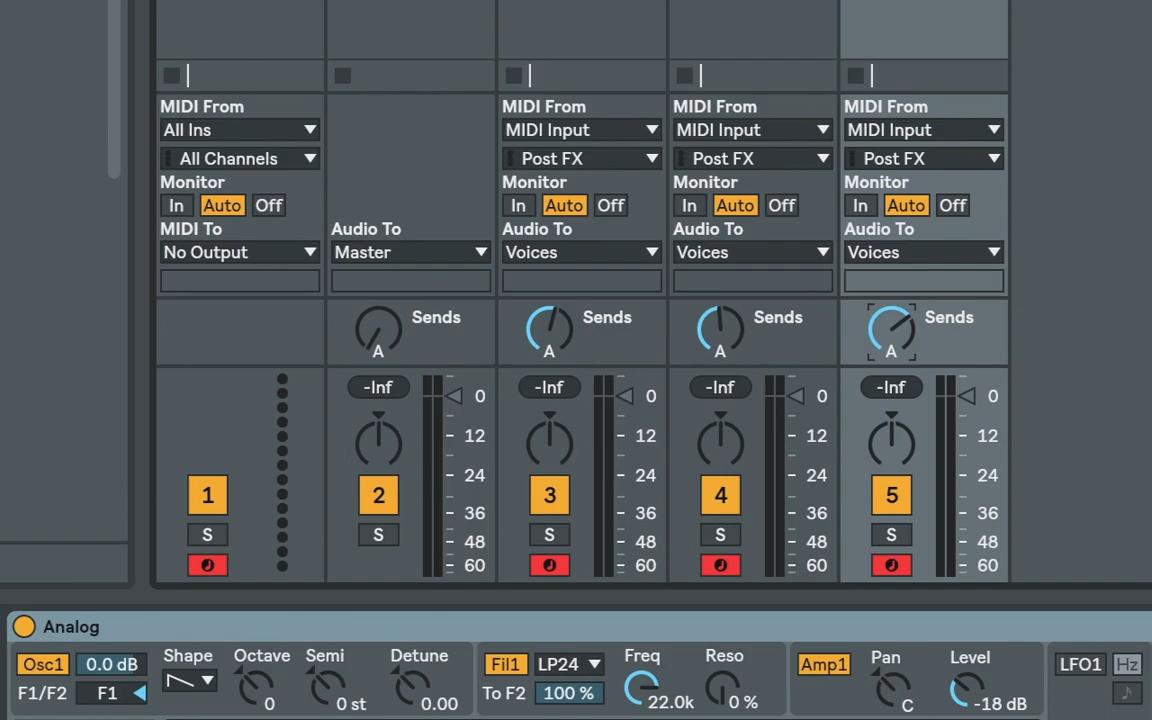 MIDI From MIDI From MIDI From MIDI From
All Ins MIDI Input MIDI Input MIDI Input
All Channels Post FX Post FX Post FX
Monitor Monitor Monitor Monitor
In Auto Off In Auto Off In Auto Off In Auto Off
MIDI To Audio To Audio To Audio To Audio To
No Output Master Voices Voices Voices
Sends Sends Sends Sends
A A A A
-Inf -Inf -Inf -Inf
0 0 0 0
12 12 12 12
24 24 24 24
1 2 3 4 5
36 36 36 36
S S S S S
48 48 48 48
60 60 60 60
Analog
Shape Octave Semi Detune Freq Reso Pan Level
Osc1 0.0 dB Fil1 LP24 Amp1 LFO1 Hz
F1/F2 F1 0 0 st 0.00 To F2 100 % 22.0k 0 % C -18 dB